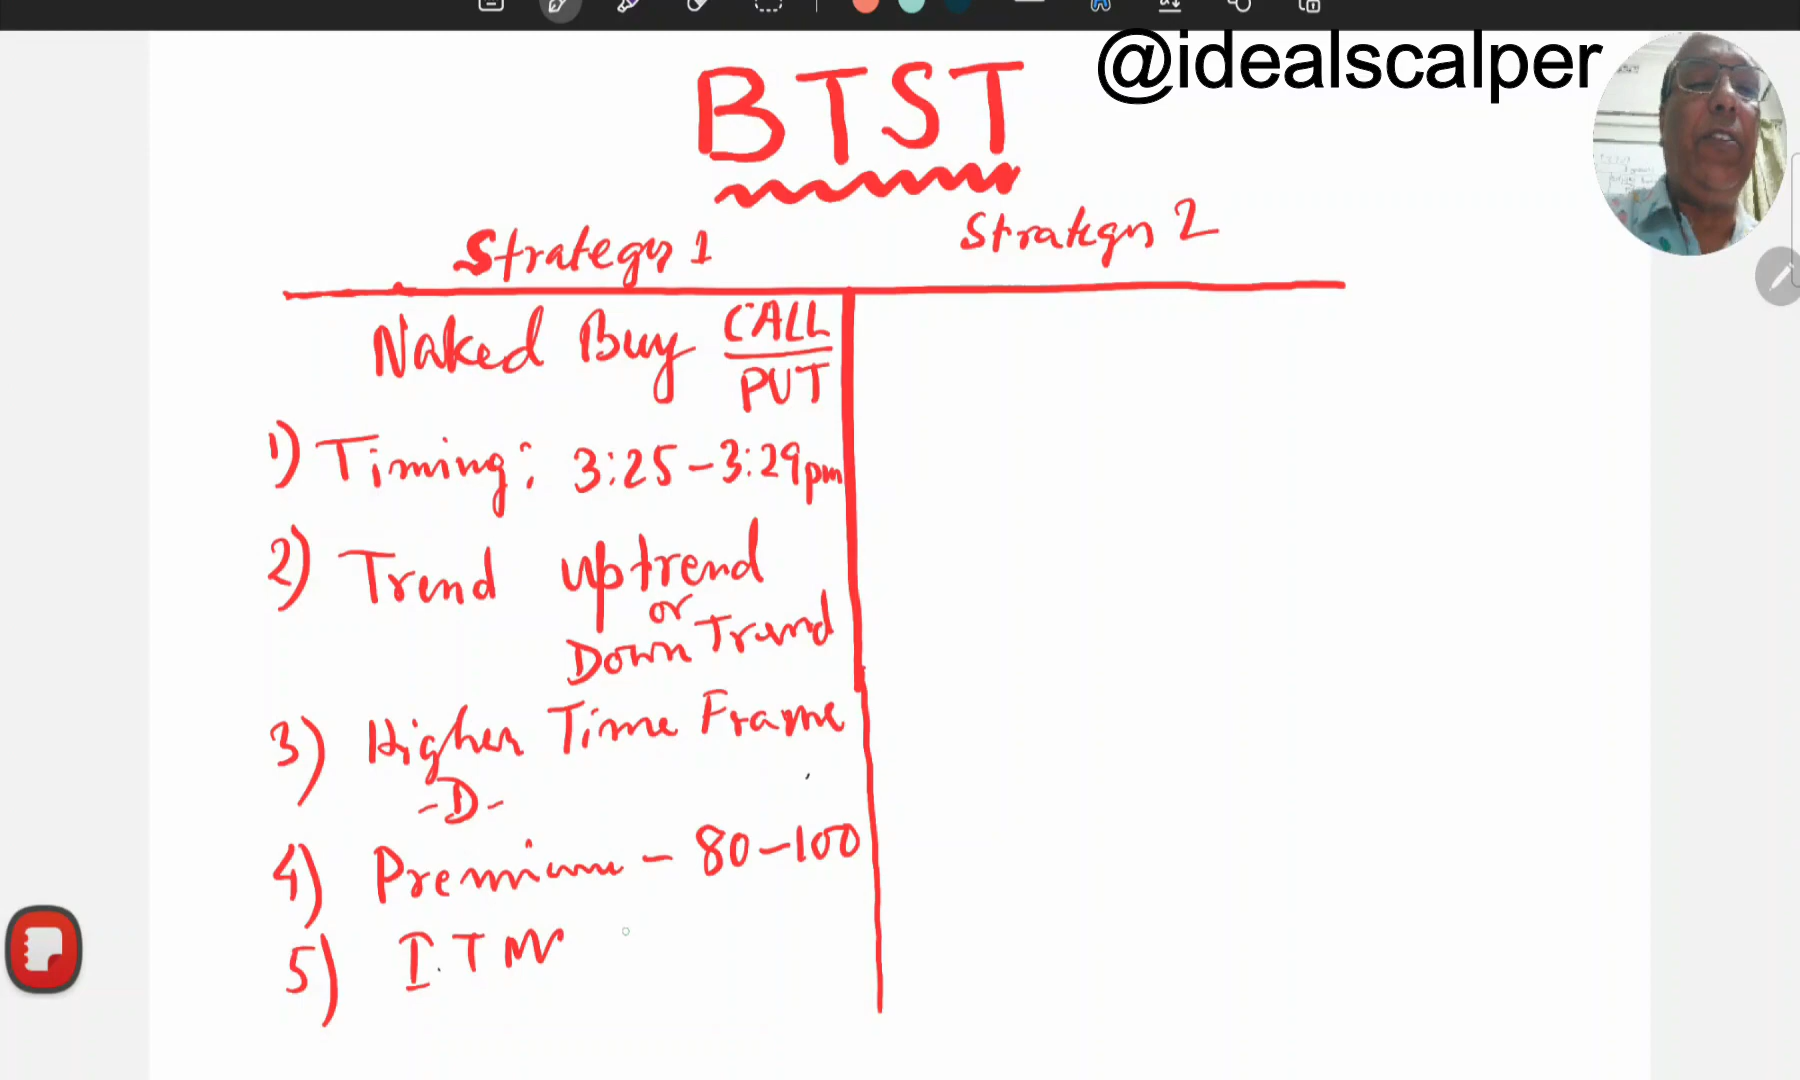 @idealscalper
BTST
Strategy 1
Strategy 2
Naked Buy CALL
PUT
1) Timing: 3:25-3:29pm
2) Trend uptrend
or
Down Trend
3) Higher Time Frame
-D-
4) Premium - 80-100
5) ITM